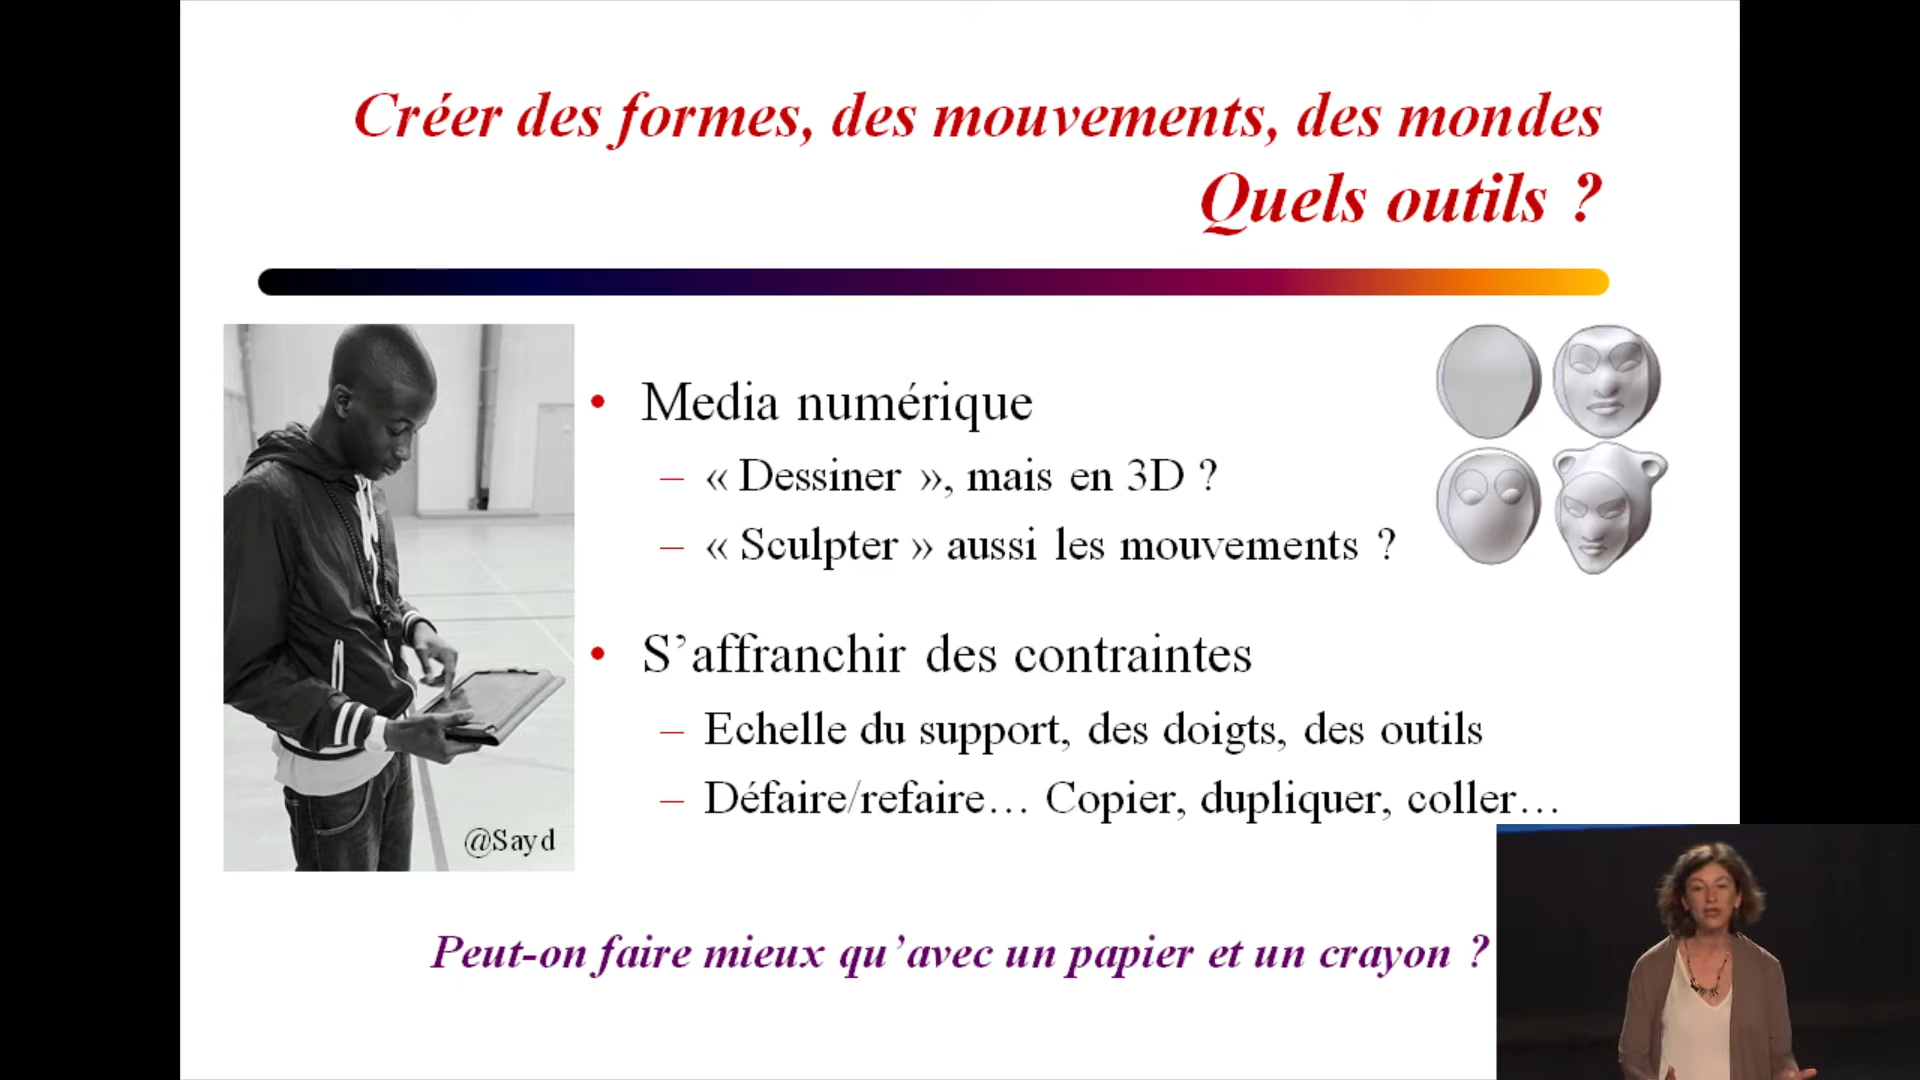 Créer des formes, des mouvements, des mondes
Quels outils ?
• Media numérique
– « Dessiner », mais en 3D ?
– « Sculpter » aussi les mouvements ?
• S’affranchir des contraintes
– Echelle du support, des doigts, des outils
– Défaire/refaire… Copier, dupliquer, coller…
@Sayd
Peut-on faire mieux qu’avec un papier et un crayon ?